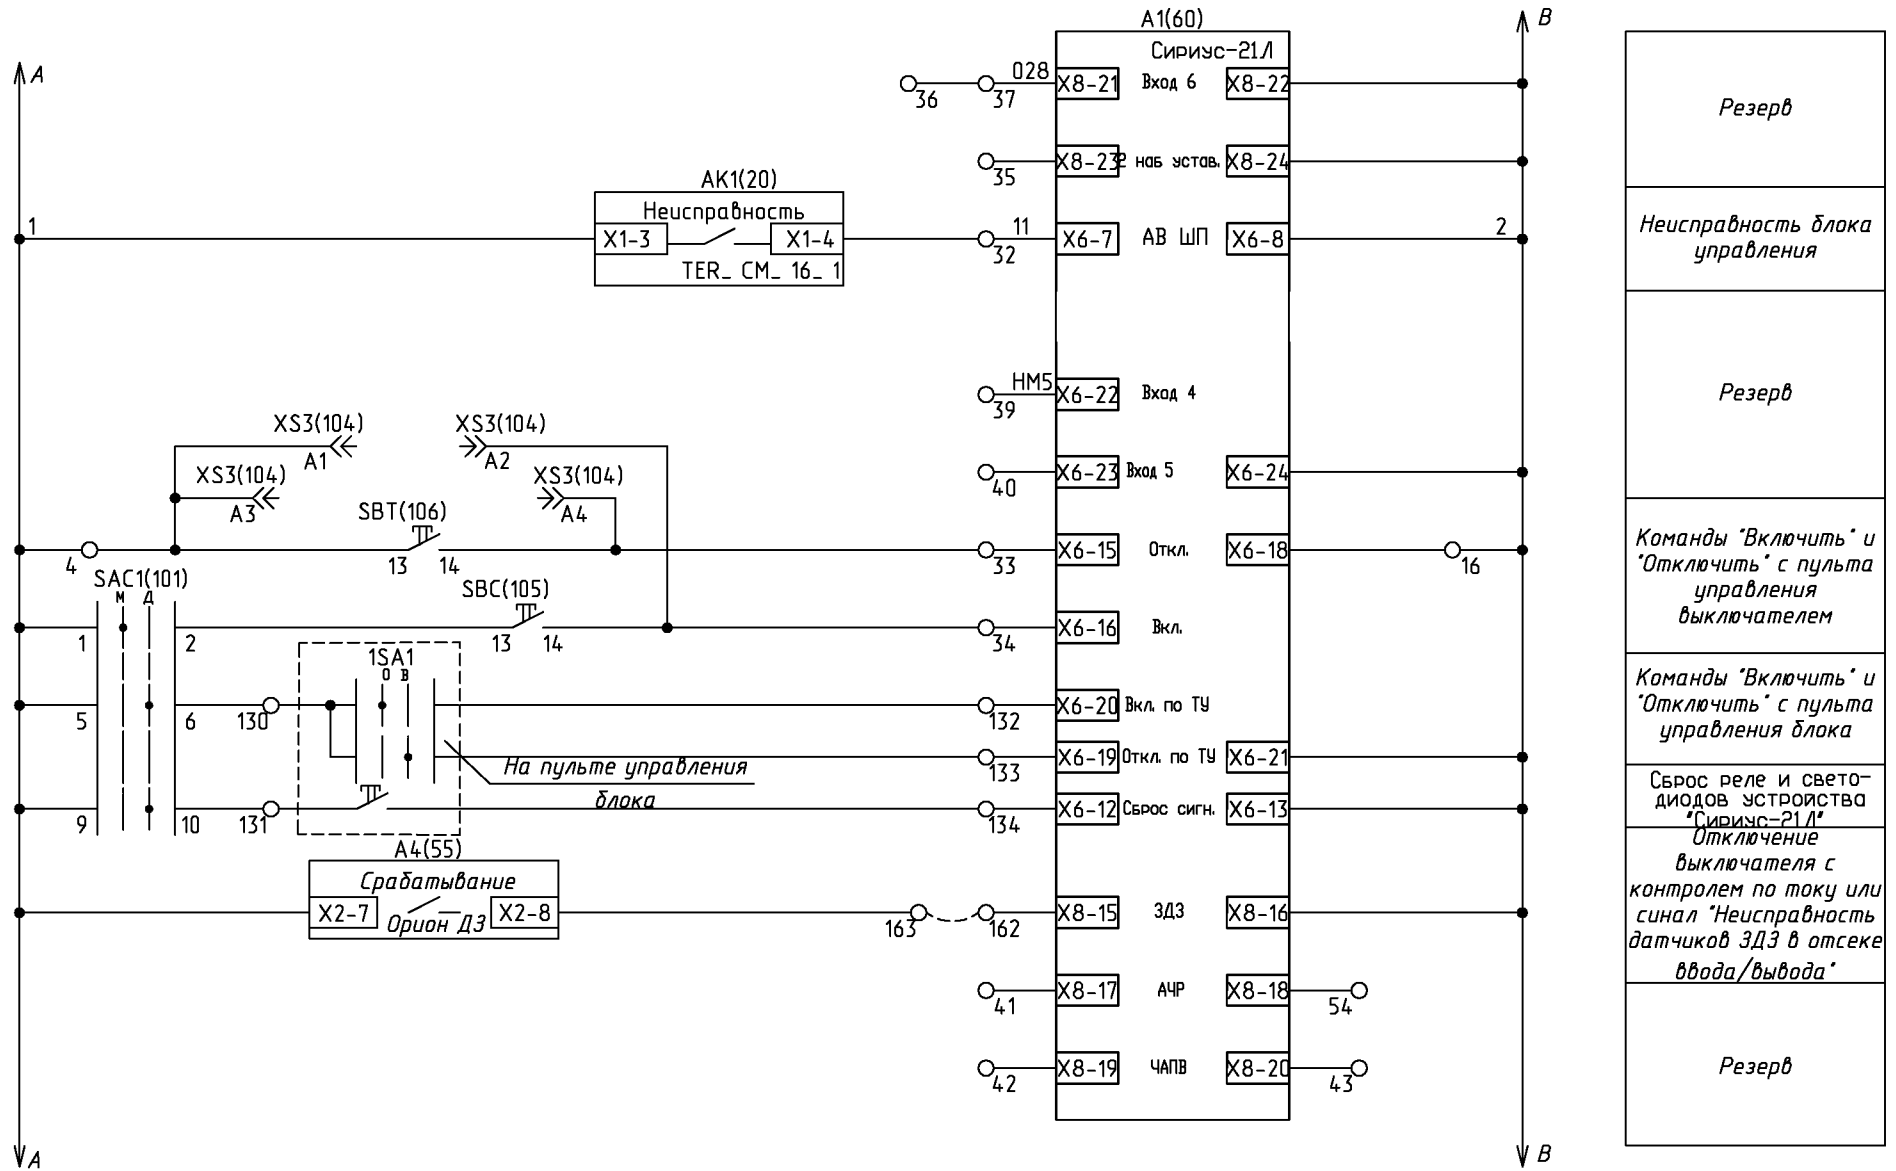 A
B
A1(60)
Сириус-21Л
36
37
028
X8-21
Вход 6
X8-22
Резерв
35
X8-23
2 наб устав.
X8-24
AK1(20)
Неисправность
1
X1-3
X1-4
TER_ CM_ 16_ 1
11
32
X6-7
АВ ШП
X6-8
2
Неисправность блока
управления
HM5
39
X6-22
Вход 4
Резерв
XS3(104)
A1
XS3(104)
A2
XS3(104)
A3
XS3(104)
A4
40
X6-23
Вход 5
X6-24
4
SBT(106)
13
14
33
X6-15
Откл.
X6-18
16
Команды "Включить" и
"Отключить" с пульта
управления
выключателем
SAC1(101)
М
Д
1
2
SBC(105)
13
14
34
X6-16
Вкл.
5
6
130
1SA1
О
В
132
X6-20
Вкл. по ТУ
Команды "Включить" и
"Отключить" с пульта
управления блока
133
X6-19
Откл. по ТУ
X6-21
На пульте управления
блока
9
10
131
134
X6-12
Сброс сигн.
X6-13
Сброс реле и свето-
диодов устроиства
"Сириус-21Л"
A4(55)
Срабатывание
X2-7
Орион ДЗ
X2-8
163
162
X8-15
ЗДЗ
X8-16
Отключение
выключателя с
контролем по току или
синал "Неисправность
датчиков ЗДЗ в отсеке
ввода/вывода"
41
X8-17
АЧР
X8-18
54
42
X8-19
ЧАПВ
X8-20
43
Резерв
A
B